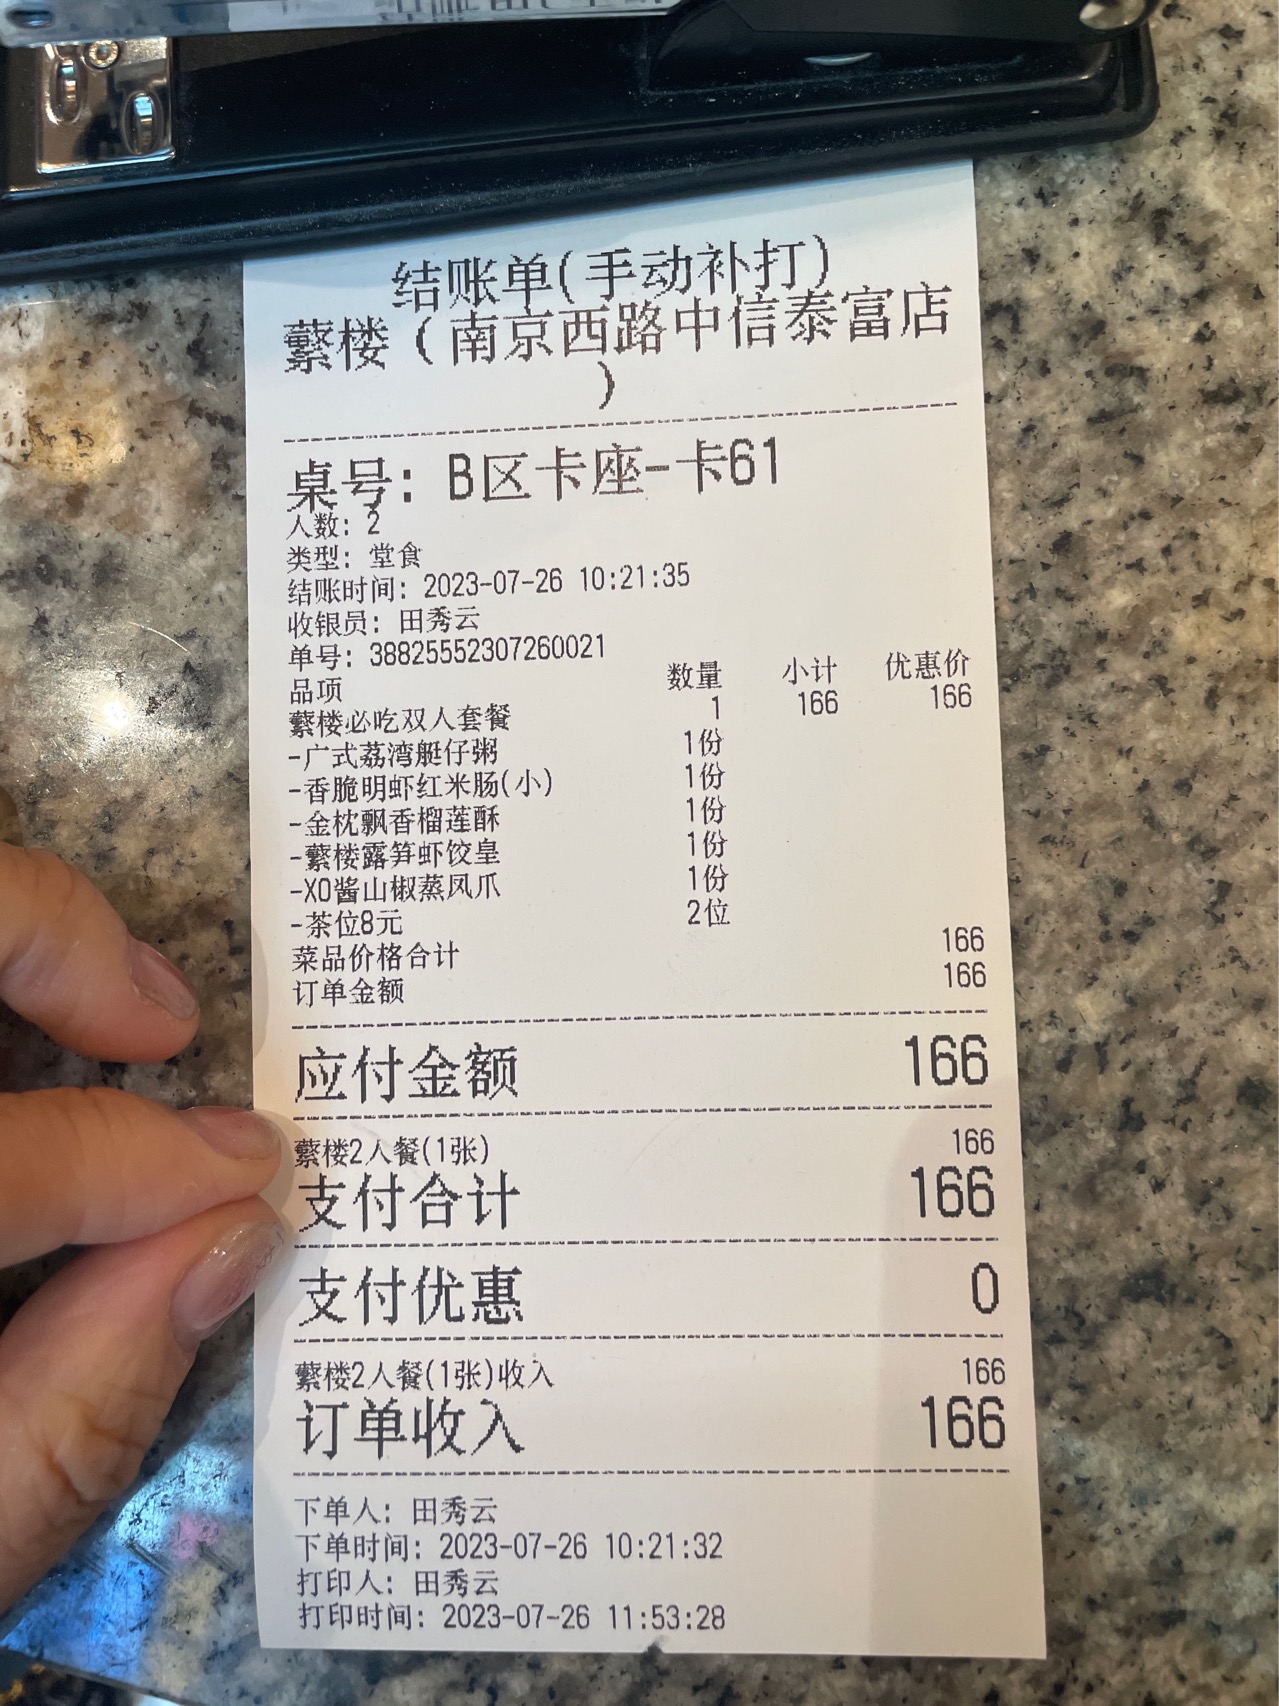 结账单(手动补打)
蘩楼(南京西路中信泰富店
)
桌号: B区卡座-卡61
人数: 2
类型: 堂食
结账时间: 2023-07-26 10:21:35
收银员: 田秀云
单号: 38825552307260021
品项 数量 小计 优惠价
蘩楼必吃双人套餐 1 166 166
-广式荔湾艇仔粥 1份
-香脆明虾红米肠(小) 1份
-金枕飘香榴莲酥 1份
-蘩楼露笋虾饺皇 1份
-XO酱山椒蒸凤爪 1份
-茶位8元 2位
菜品价格合计 166
订单金额 166
应付金额 166
蘩楼2人餐(1张) 166
支付合计 166
支付优惠 0
蘩楼2人餐(1张)收入 166
订单收入 166
下单人: 田秀云
下单时间: 2023-07-26 10:21:32
打印人: 田秀云
打印时间: 2023-07-26 11:53:28